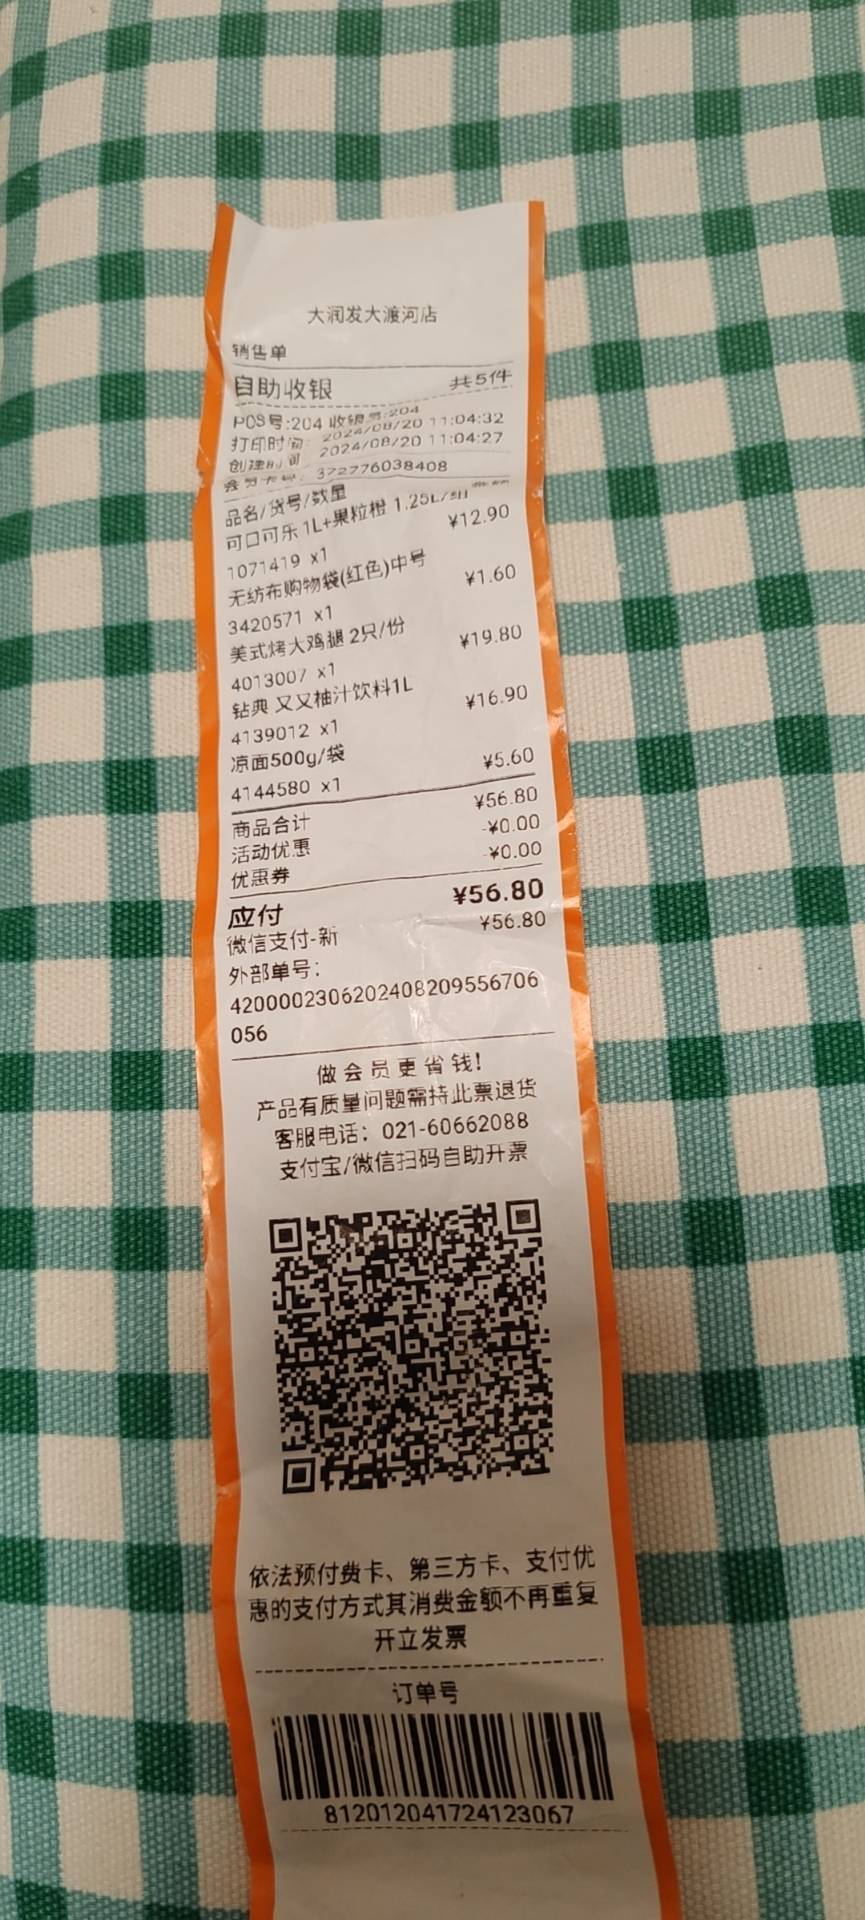 大润发大渡河店
销售单
自助收银 共5件
POS号:204 收银员:204
打印时间: 2024/08/20 11:04:32
创建时间 2024/08/20 11:04:27
会员卡号: 372776038408
品名/货号/数量
可口可乐 1L+果粒橙 1.25L/组
¥12.90
1071419 x1
无纺布购物袋(红色)中号
¥1.60
3420571 x1
美式烤大鸡腿 2只/份
¥19.80
4013007 x1
钻典 又又柚汁饮料1L
¥16.90
4139012 x1
凉面500g/袋
¥5.60
4144580 x1
商品合计 ¥56.80
活动优惠 -¥0.00
优惠券 -¥0.00
应付 ¥56.80
微信支付-新 ¥56.80
外部单号：
4200002306202408209556706
056
做会员更省钱!
产品有质量问题需持此票退货
客服电话：021-60662088
支付宝/微信扫码自助开票
依法预付费卡、第三方卡、支付优
惠的支付方式其消费金额不再重复
开立发票
订单号
812012041724123067